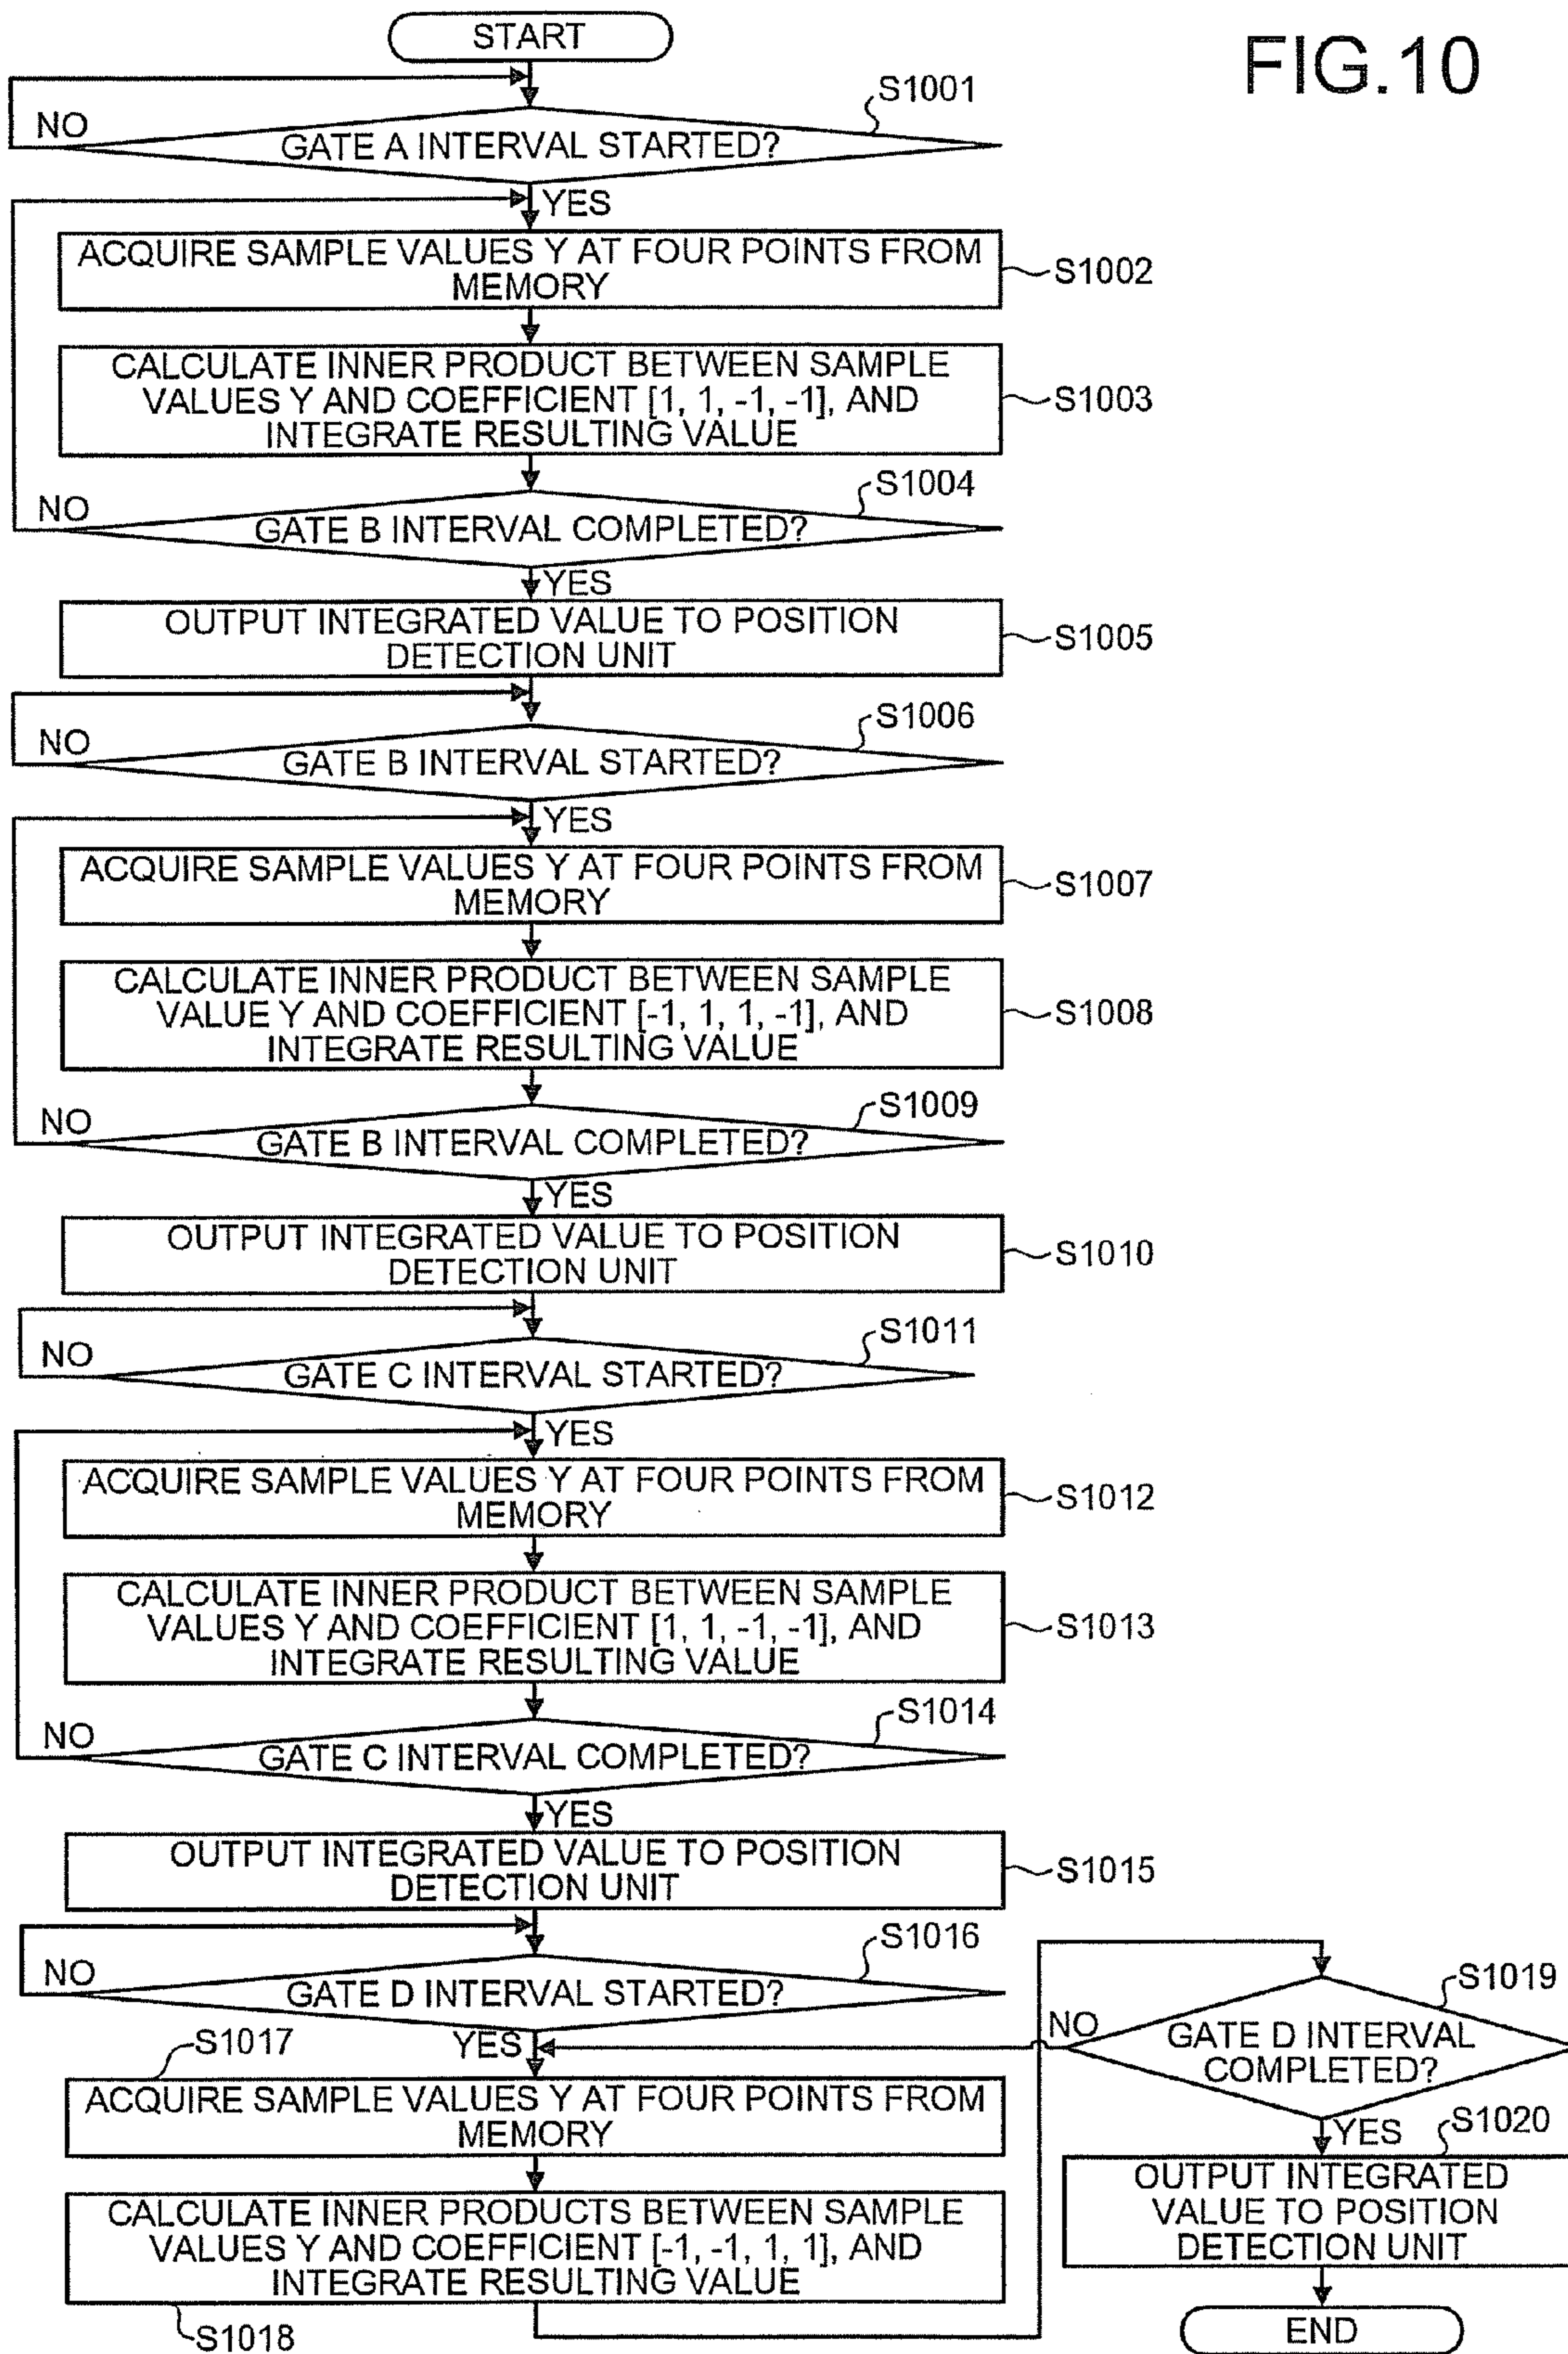 FIG.10
START
S1001
NO
GATE A INTERVAL STARTED?
YES
ACQUIRE SAMPLE VALUES Y AT FOUR POINTS FROM
MEMORY
S1002
CALCULATE INNER PRODUCT BETWEEN SAMPLE
VALUES Y AND COEFFICIENT [1, 1, -1, -1], AND
INTEGRATE RESULTING VALUE
S1003
S1004
NO
GATE B INTERVAL COMPLETED?
YES
OUTPUT INTEGRATED VALUE TO POSITION
DETECTION UNIT
S1005
S1006
NO
GATE B INTERVAL STARTED?
YES
ACQUIRE SAMPLE VALUES Y AT FOUR POINTS FROM
MEMORY
S1007
CALCULATE INNER PRODUCT BETWEEN SAMPLE
VALUE Y AND COEFFICIENT [-1, 1, 1, -1], AND
INTEGRATE RESULTING VALUE
S1008
S1009
NO
GATE B INTERVAL COMPLETED?
YES
OUTPUT INTEGRATED VALUE TO POSITION
DETECTION UNIT
S1010
S1011
NO
GATE C INTERVAL STARTED?
YES
ACQUIRE SAMPLE VALUES Y AT FOUR POINTS FROM
MEMORY
S1012
CALCULATE INNER PRODUCT BETWEEN SAMPLE
VALUES Y AND COEFFICIENT [1, 1, -1, -1], AND
INTEGRATE RESULTING VALUE
S1013
S1014
NO
GATE C INTERVAL COMPLETED?
YES
OUTPUT INTEGRATED VALUE TO POSITION
DETECTION UNIT
S1015
S1016
NO
GATE D INTERVAL STARTED?
YES
S1017
ACQUIRE SAMPLE VALUES Y AT FOUR POINTS FROM
MEMORY
CALCULATE INNER PRODUCTS BETWEEN SAMPLE
VALUES Y AND COEFFICIENT [-1, -1, 1, 1], AND
INTEGRATE RESULTING VALUE
S1018
S1019
NO
GATE D INTERVAL
COMPLETED?
YES
S1020
OUTPUT INTEGRATED
VALUE TO POSITION
DETECTION UNIT
END